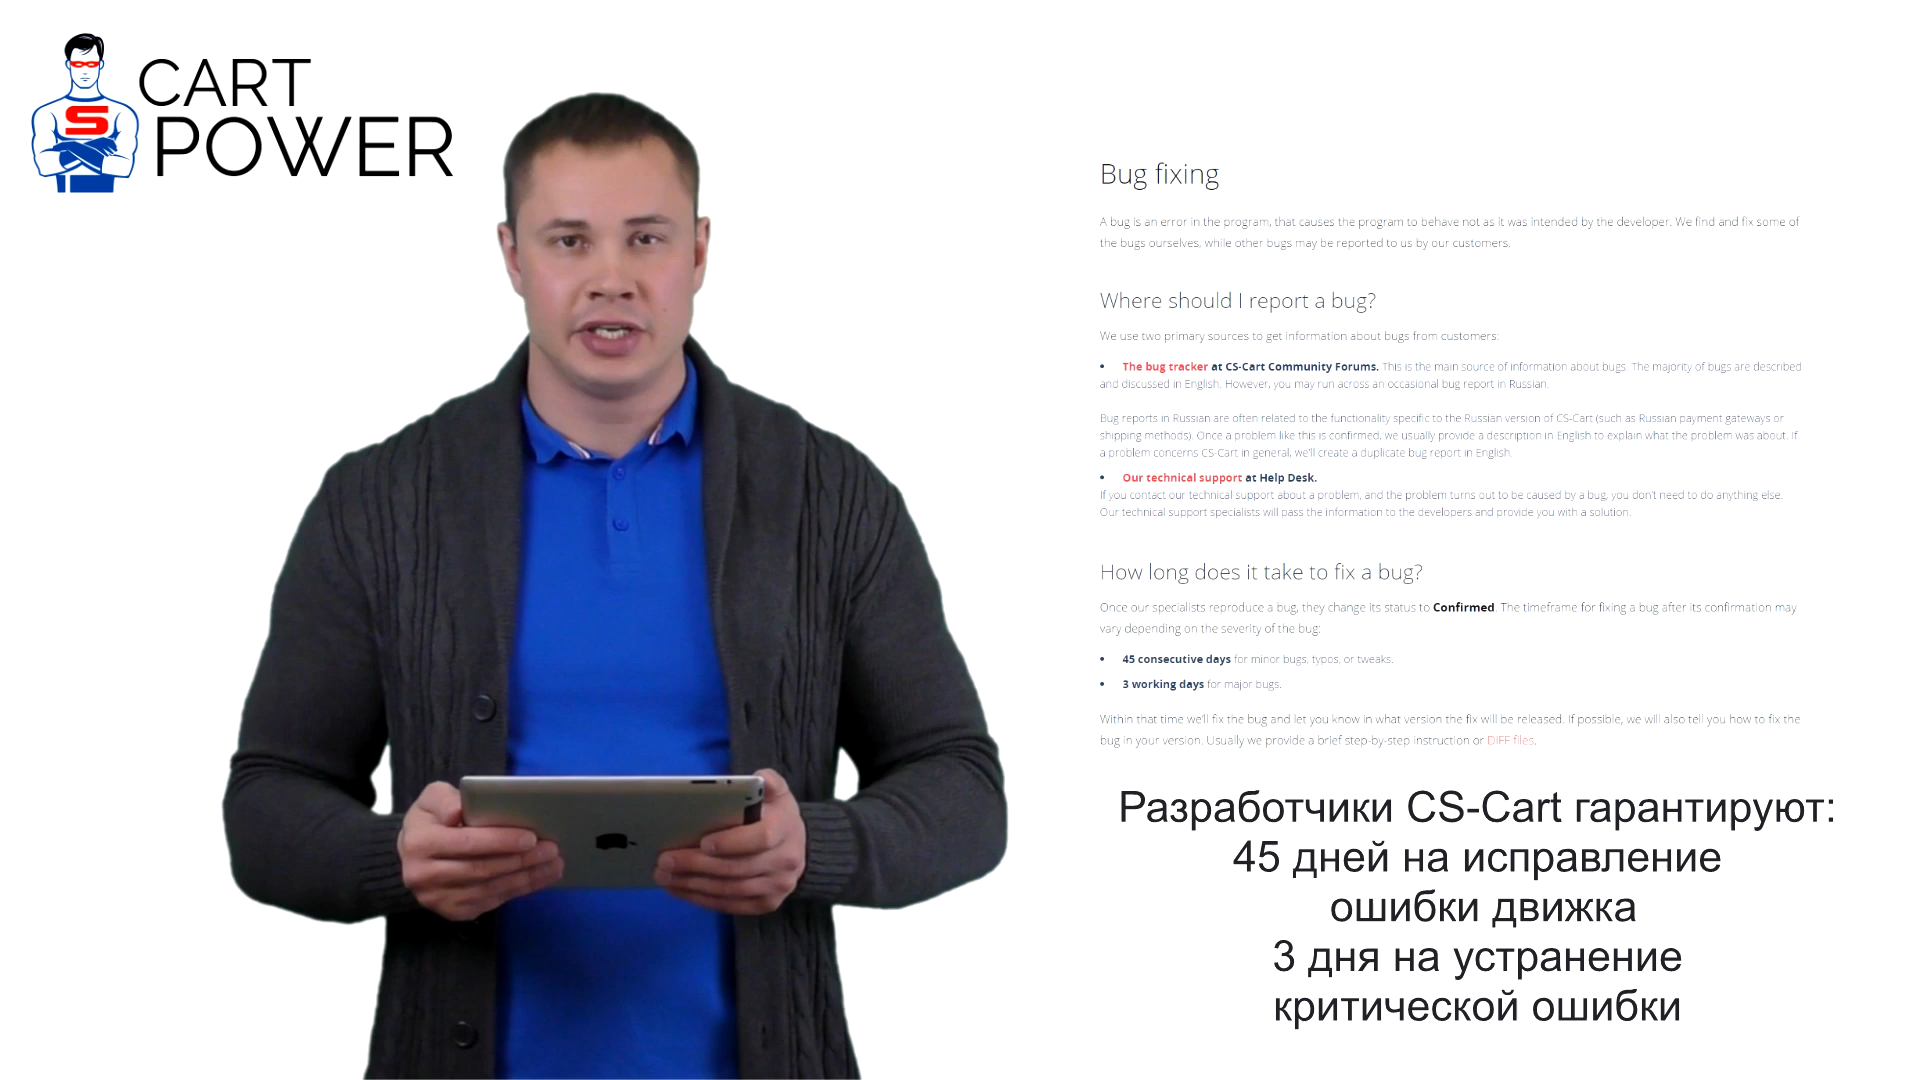 CART
POWER
Bug fixing
A bug is an error in the program, that causes the program to behave not as it was intended by the developer. We find and fix some of
the bugs ourselves, while other bugs may be reported to us by our customers.
Where should I report a bug?
We use two primary sources to get information about bugs from customers:
• The bug tracker at CS-Cart Community Forums. This is the main source of information about bugs. The majority of bugs are described
and discussed in English. However, you may run across an occasional bug report in Russian.
Bug reports in Russian are often related to the functionality specific to the Russian version of CS-Cart (such as Russian payment gateways or
shipping methods). Once a problem like this is confirmed, we usually provide a description in English to explain what the problem was about. If
a problem concerns CS-Cart in general, we'll create a duplicate bug report in English.
• Our technical support at Help Desk.
If you contact our technical support about a problem, and the problem turns out to be caused by a bug, you don't need to do anything else.
Our technical support specialists will pass the information to the developers and provide you with a solution.
How long does it take to fix a bug?
Once our specialists reproduce a bug, they change its status to Confirmed. The timeframe for fixing a bug after its confirmation may
vary depending on the severity of the bug:
• 45 consecutive days for minor bugs, typos, or tweaks.
• 3 working days for major bugs.
Within that time we'll fix the bug and let you know in what version the fix will be released. If possible, we will also tell you how to fix the
bug in your version. Usually we provide a brief step-by-step instruction or DIFF files.
Разработчики CS-Cart гарантируют:
45 дней на исправление
ошибки движка
3 дня на устранение
критической ошибки